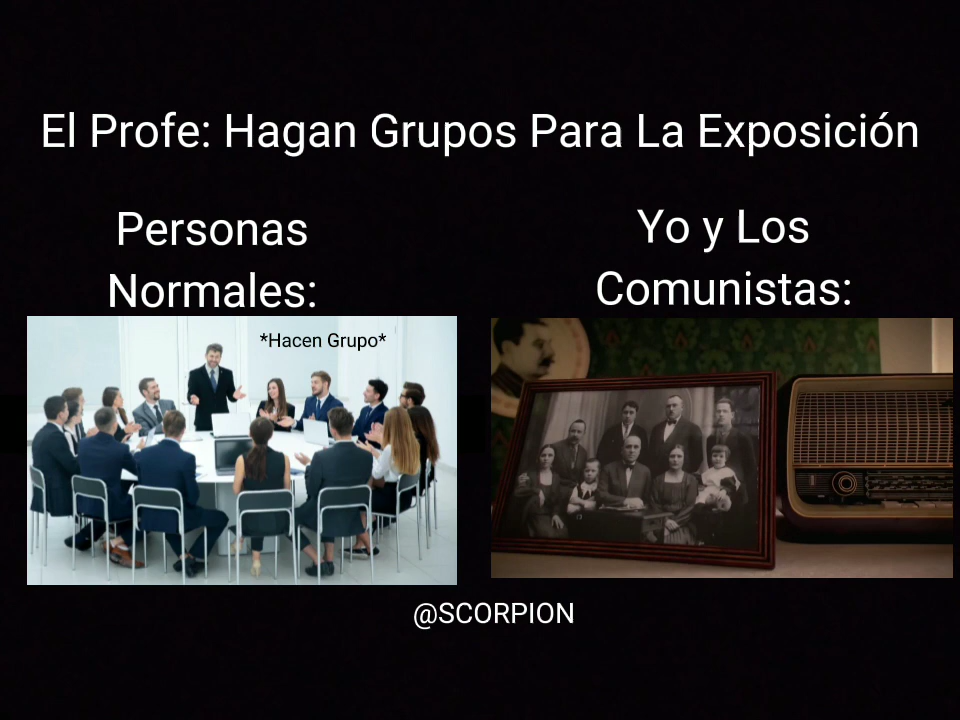 El Profe: Hagan Grupos Para La Exposición
Personas
Normales:
Yo y Los
Comunistas:
*Hacen Grupo*
@SCORPION